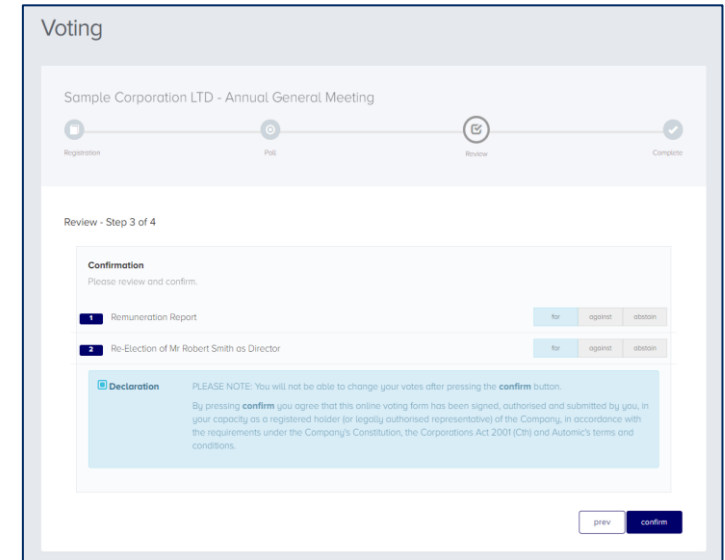 Voting
Sample Corporation LTD - Annual General Meeting
Registration Poll Review Complete
Review - Step 3 of 4
Confirmation
Please review and confirm.
1 Remuneration Report for against abstain
2 Re-Election of Mr Robert Smith as Director for against abstain
Declaration PLEASE NOTE: You will not be able to change your votes after pressing the confirm button.
By pressing confirm you agree that this online voting form has been signed, authorised and submitted by you, in
your capacity as a registered holder (or legally authorised representative) of the Company, in accordance with
the requirements under the Company's Constitution, the Corporations Act 2001 (Cth) and Automic's terms and
conditions.
prev confirm